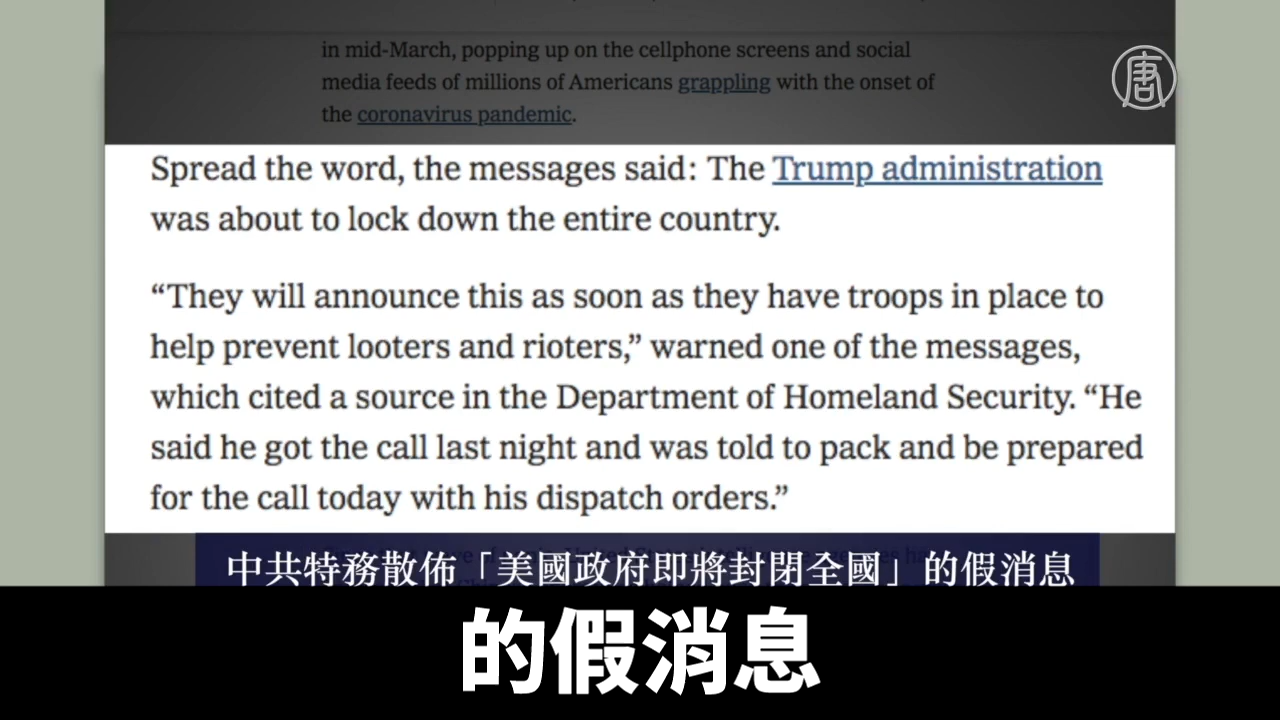 in mid-March, popping up on the cellphone screens and social
media feeds of millions of Americans grappling with the onset of
the coronavirus pandemic.
唐
Spread the word, the messages said: The Trump administration
was about to lock down the entire country.
“They will announce this as soon as they have troops in place to
help prevent looters and rioters,” warned one of the messages,
which cited a source in the Department of Homeland Security. “He
said he got the call last night and was told to pack and be prepared
for the call today with his dispatch orders.”
中共特務散佈「美國政府即將封閉全國」的假消息
的假消息